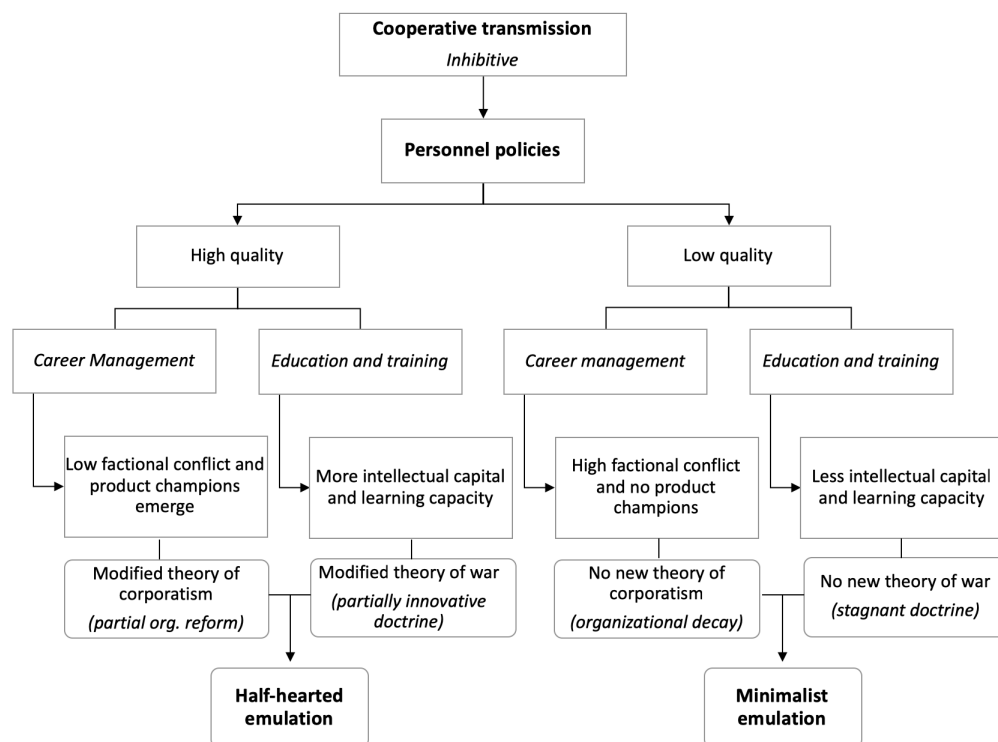 Cooperative transmission
Inhibitive
Personnel policies
High quality
Low quality
Career Management
Education and training
Career management
Education and training
Low factional conflict and
product champions
emerge
More intellectual capital
and learning capacity
High factional conflict
and no product
champions
Less intellectual capital
and learning capacity
Modified theory of
corporatism
(partial org. reform)
Modified theory of war
(partially innovative
doctrine)
No new theory of
corporatism
(organizational decay)
No new theory of war
(stagnant doctrine)
Half-hearted
emulation
Minimalist
emulation